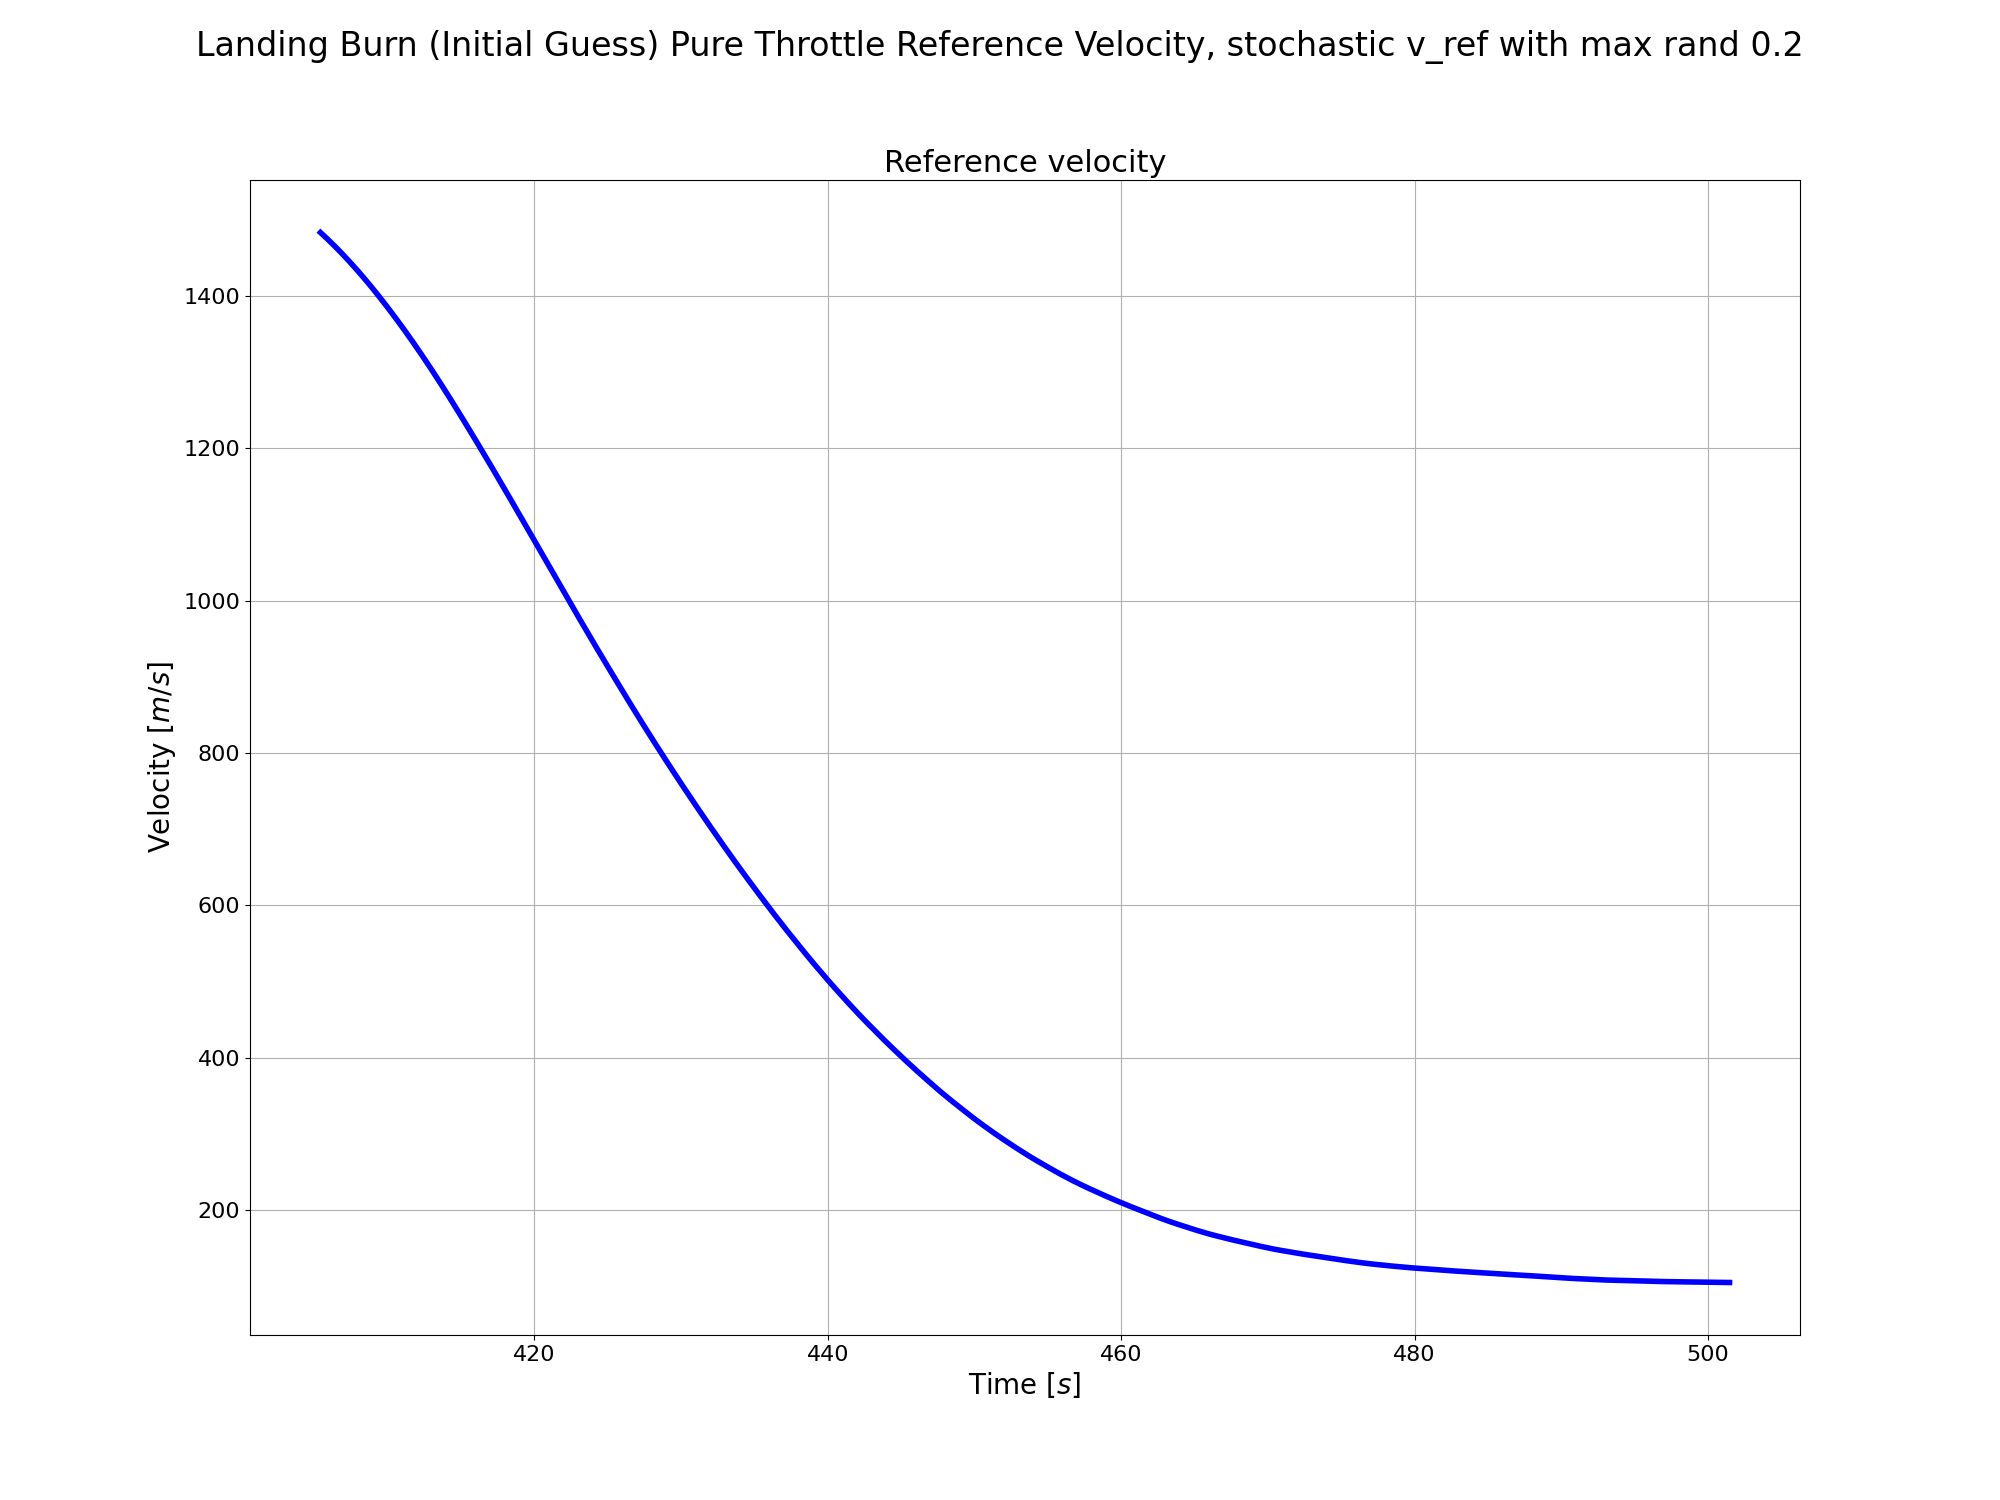 Landing Burn (Initial Guess) Pure Throttle Reference Velocity, stochastic v_ref with max rand 0.2
Reference velocity
1400
1200
1000
800
600
400
200
Velocity [m/s]
420 440 460 480 500
Time [s]